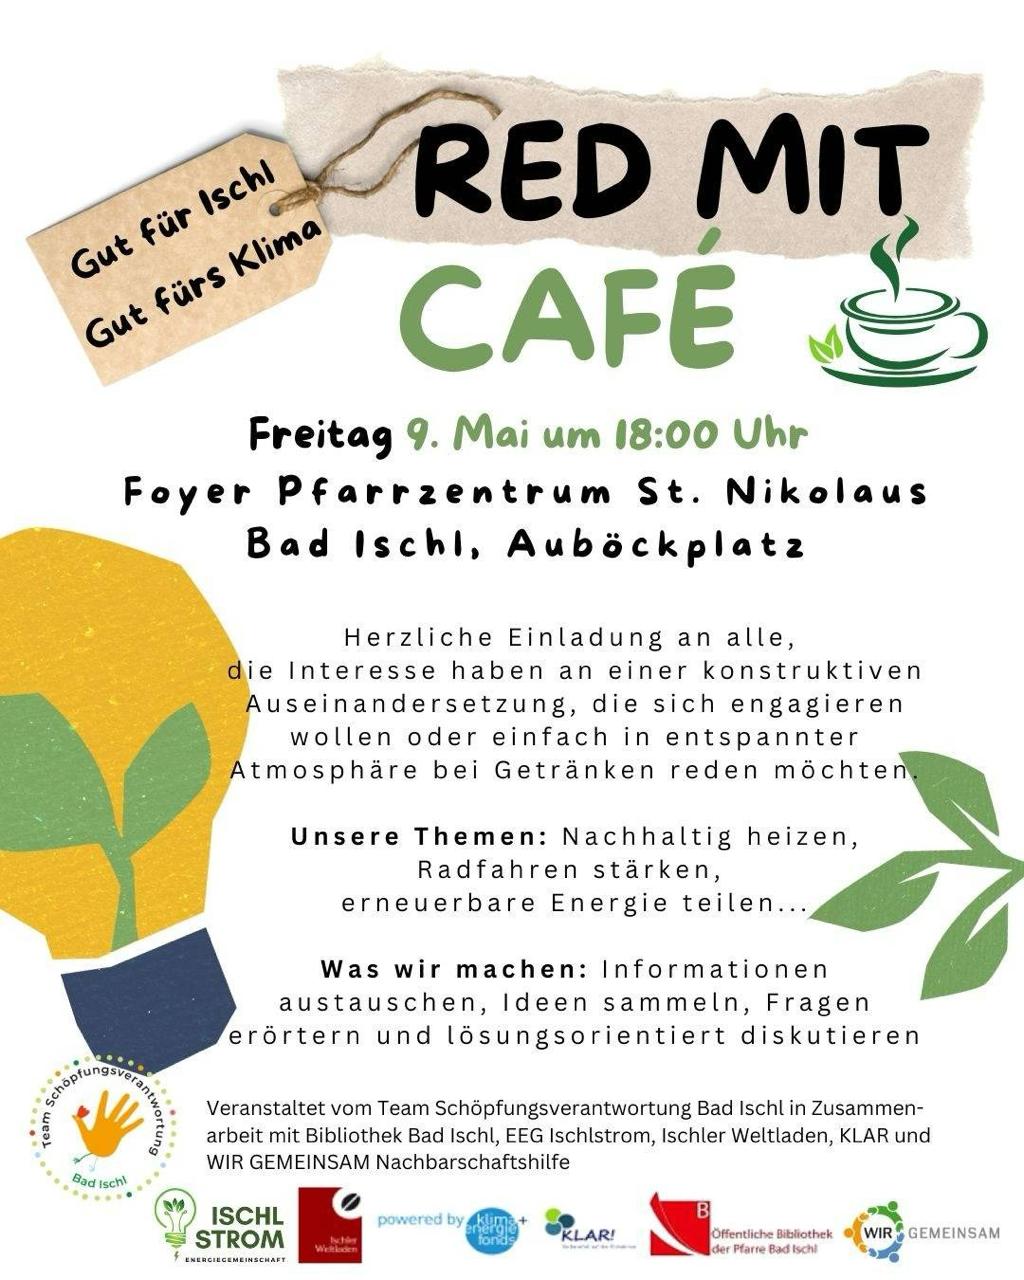 Gut für Ischl
Gut fürs Klima
RED MIT
CAFÉ
Freitag 9. Mai um 18:00 Uhr
Foyer Pfarrzentrum St. Nikolaus
Bad Ischl, Auböckplatz
Herzliche Einladung an alle,
die Interesse haben an einer konstruktiven
Auseinandersetzung, die sich engagieren
wollen oder einfach in entspannter
Atmosphäre bei Getränken reden möchten.
Unsere Themen: Nachhaltig heizen,
Radfahren stärken,
erneuerbare Energie teilen...
Was wir machen: Informationen
austauschen, Ideen sammeln, Fragen
erörtern und lösungsorientiert diskutieren
Team Schöpfungsverantwortung
Bad Ischl
Veranstaltet vom Team Schöpfungsverantwortung Bad Ischl in Zusammen-
arbeit mit Bibliothek Bad Ischl, EEG Ischlstrom, Ischler Weltladen, KLAR und
WIR GEMEINSAM Nachbarschaftshilfe
ISCHL
STROM
ENERGIEGEMEINSCHAFT
Ischler
Weltladen
powered by klima+
energie
fonds
KLAR!
B
Öffentliche Bibliothek
der Pfarre Bad Ischl
WIR GEMEINSAM